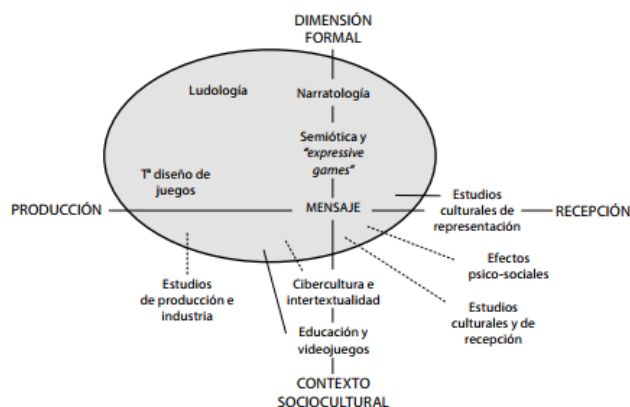 DIMENSIÓN
FORMAL
Ludología
Narratología
Semiótica y
"expressive
games"
Tª diseño de
juegos
PRODUCCIÓN
MENSAJE
Estudios
culturales de
representación
RECEPCIÓN
Efectos
psico-sociales
Estudios
de producción e
industria
Cibercultura e
intertextualidad
Estudios
culturales y de
recepción
Educación y
videojuegos
CONTEXTO
SOCIOCULTURAL